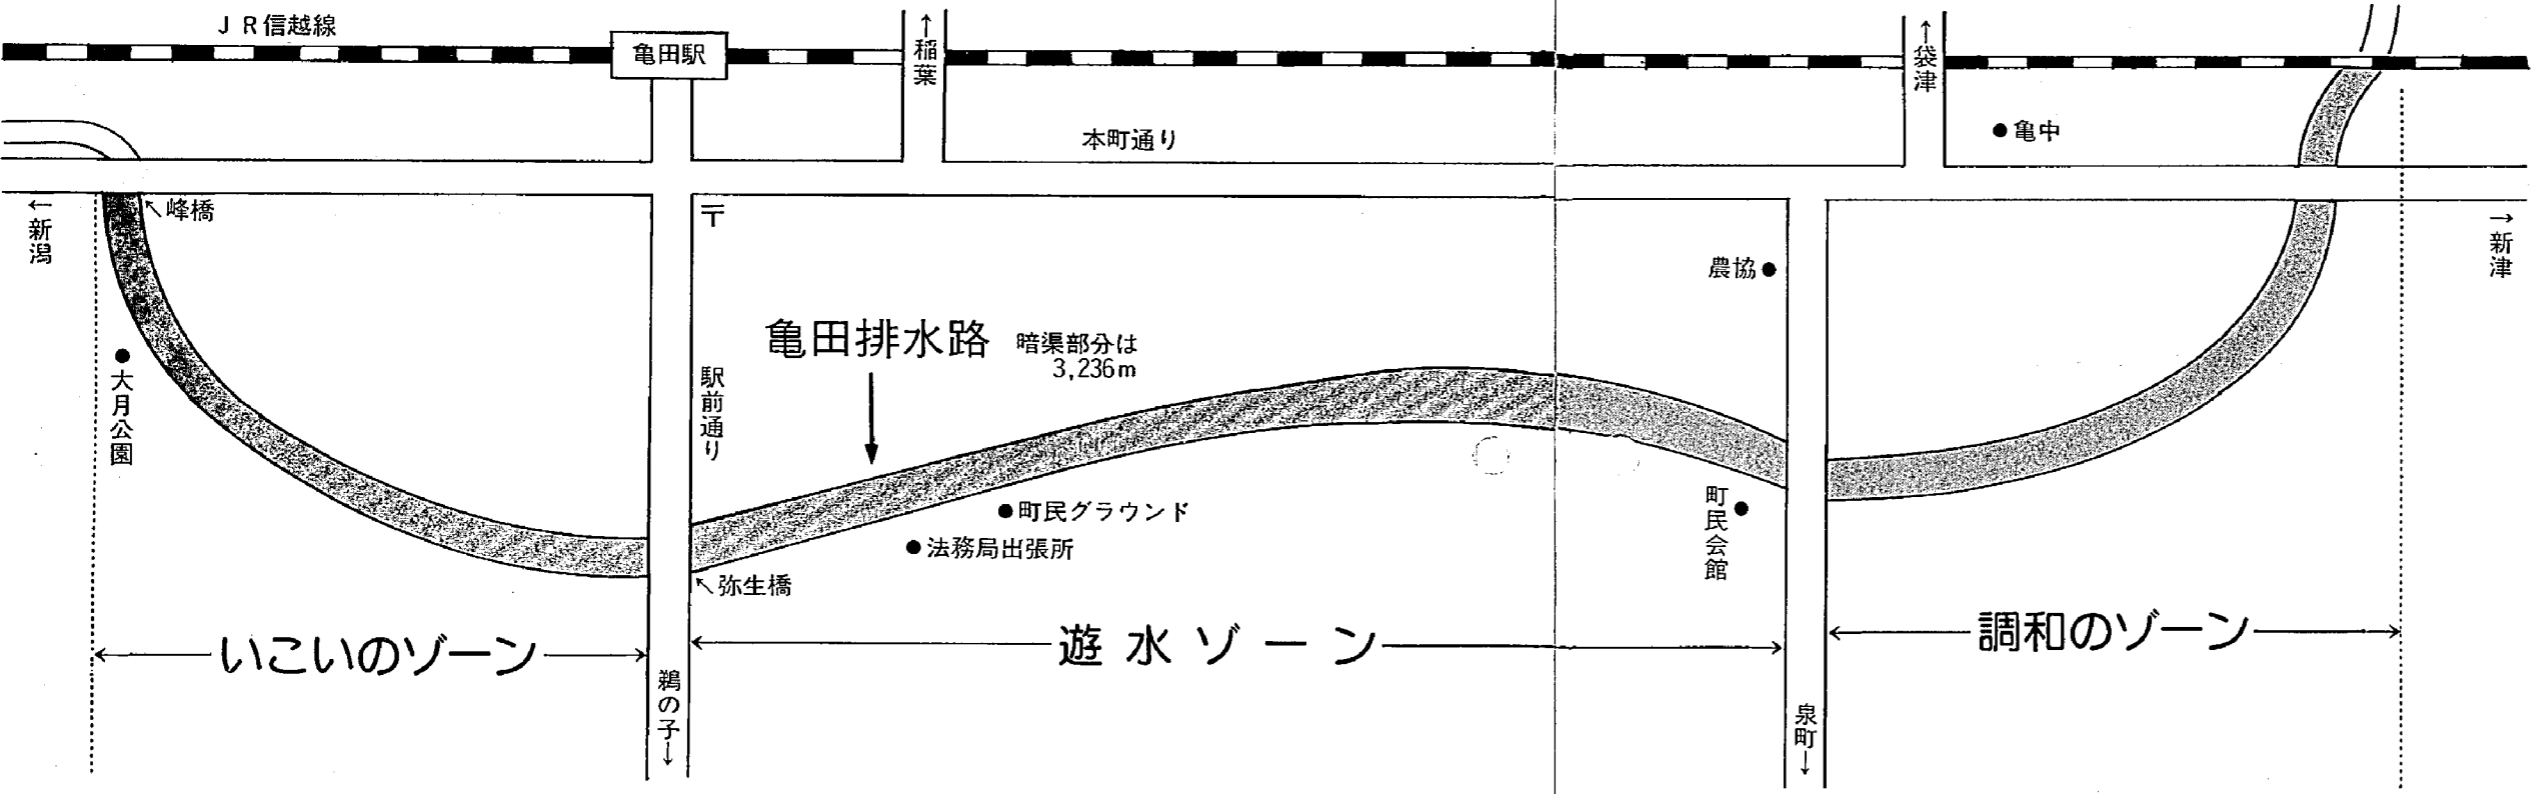 ＪＲ信越線
亀田駅
↑稲葉
↑袋津
本町通り
●亀中
←新潟
↖峰橋
〒
→新津
農協●
亀田排水路
暗渠部分は
3,236m
駅前通り
●大月公園
●町民グラウンド
●法務局出張所
町民会館●
↖弥生橋
いこいのゾーン
遊水ゾーン
調和のゾーン
鵜の子→
泉町→